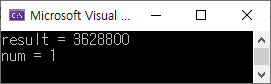 Microsoft Visual ...
result = 3628800
num = 1